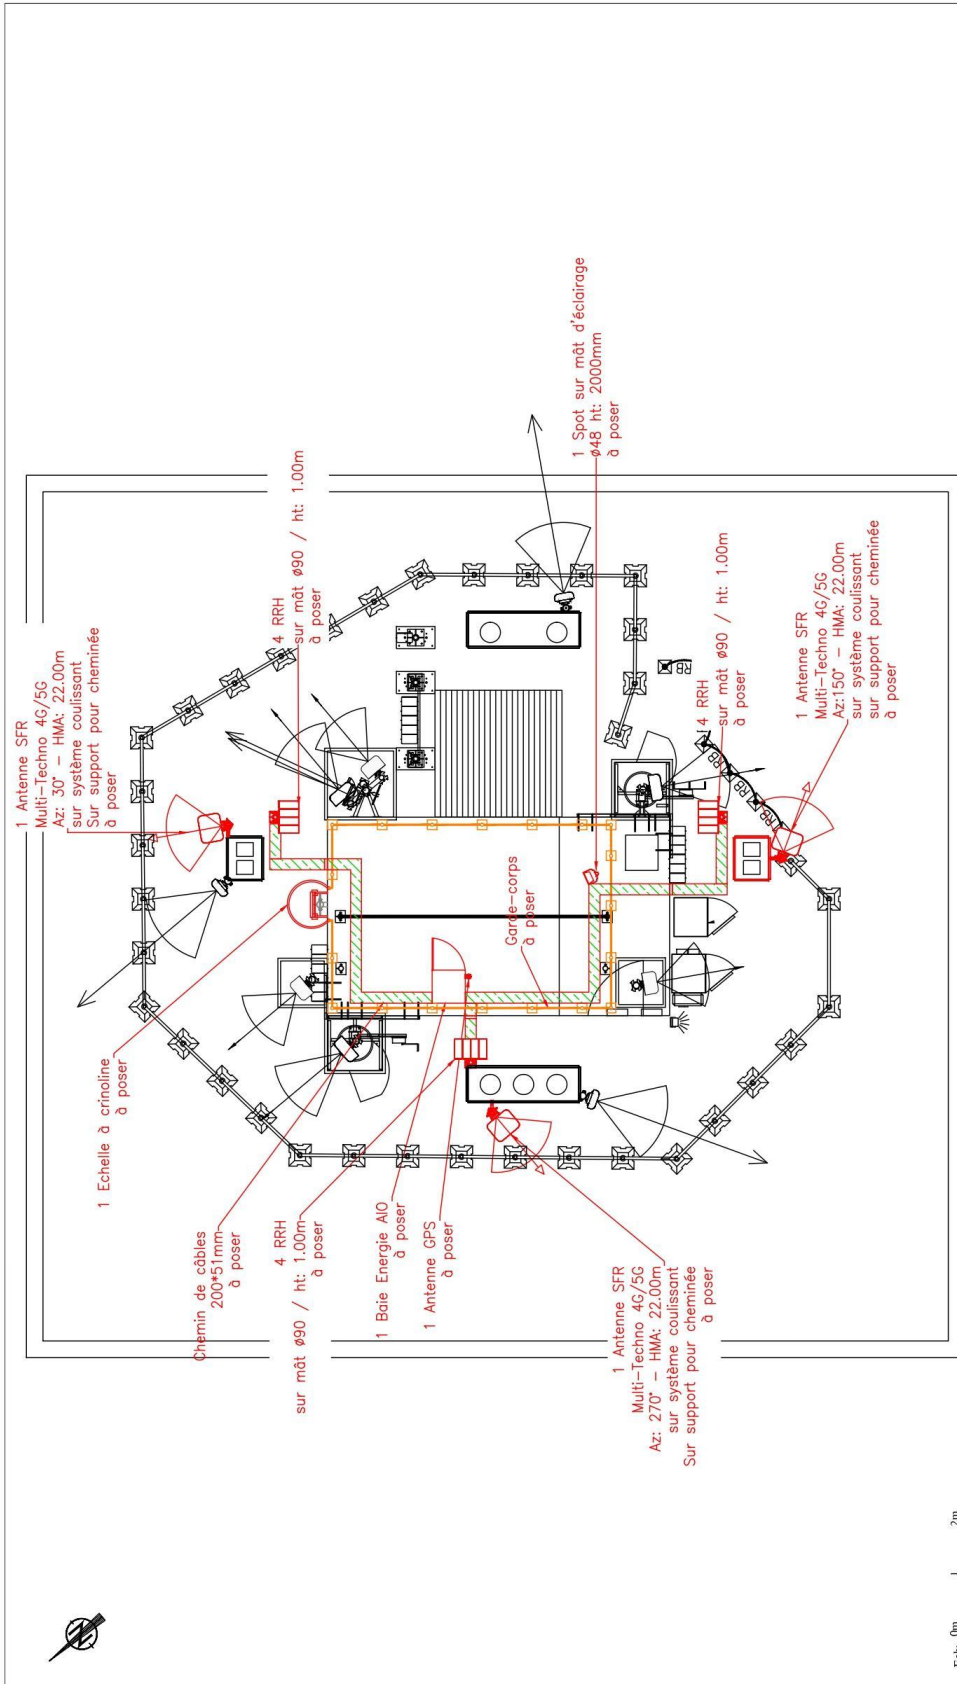 1 Antenne SFR
Multi-Techno 4G/5G
Az: 30° - HMA: 22.00m
sur système coulissant
Sur support pour cheminée
à poser
4 RRH
sur mât ø90 / ht: 1.00m
à poser
1 Spot sur mât d'éclairage
ø48 ht: 2000mm
à poser
4 RRH
sur mât ø90 / ht: 1.00m
à poser
1 Antenne SFR
Multi-Techno 4G/5G
Az:150° - HMA: 22.00m
sur système coulissant
sur support pour cheminée
à poser
RB
RB
RB
RB
RB
Garde-corps
à poser
1 Echelle à crinoline
à poser
Chemin de câbles
200*51mm
à poser
4 RRH
sur mât ø90 / ht: 1.00m
à poser
1 Baie Energie AIO
à poser
1 Antenne GPS
à poser
1 Antenne SFR
Multi-Techno 4G/5G
Az: 270° - HMA: 22.00m
sur système coulissant
Sur support pour cheminée
à poser
N
0m 2m